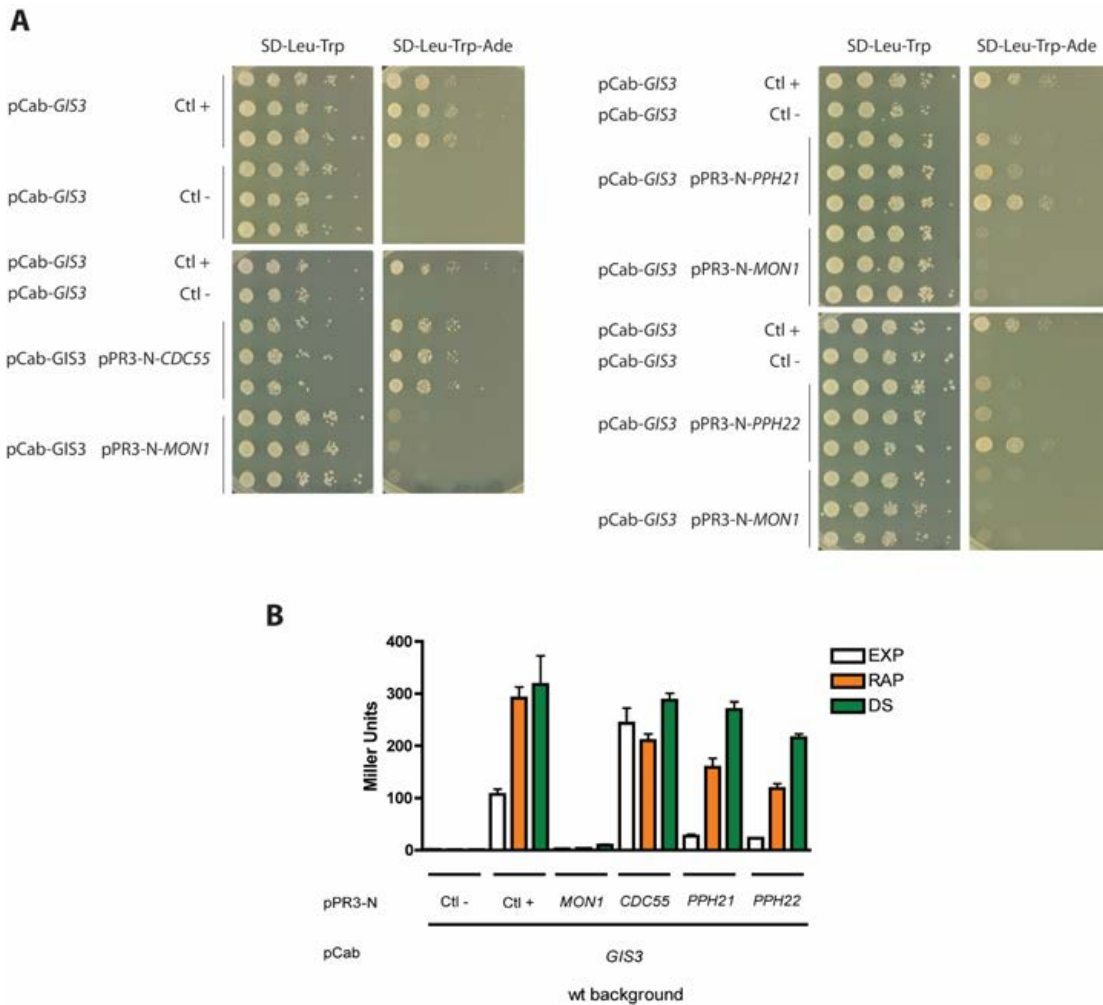 A
SD-Leu-Trp SD-Leu-Trp-Ade
pCab-GIS3 Ctl +
pCab-GIS3 Ctl -
pCab-GIS3 Ctl +
pCab-GIS3 Ctl -
pCab-GIS3 pPR3-N-CDC55
pCab-GIS3 pPR3-N-MON1
SD-Leu-Trp SD-Leu-Trp-Ade
pCab-GIS3 Ctl +
pCab-GIS3 Ctl -
pCab-GIS3 pPR3-N-PPH21
pCab-GIS3 pPR3-N-MON1
pCab-GIS3 Ctl +
pCab-GIS3 Ctl -
pCab-GIS3 pPR3-N-PPH22
pCab-GIS3 pPR3-N-MON1
B
400
300
200
100
0
Miller Units
EXP
RAP
DS
pPR3-N Ctl - Ctl + MON1 CDC55 PPH21 PPH22
pCab GIS3
wt background